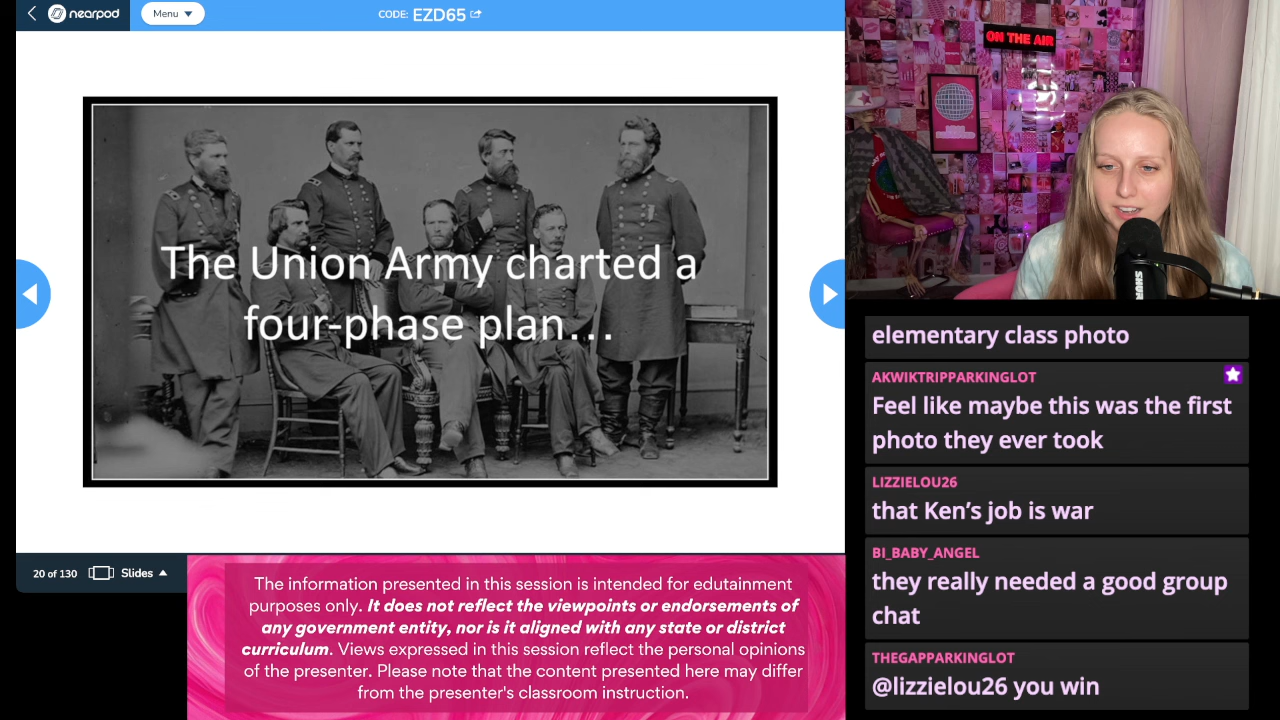 nearpod
Menu
CODE: EZD65
ON THE AIR
The Union Army charted a
four-phase plan...
20 of 130
Slides
The information presented in this session is intended for edutainment
purposes only. It does not reflect the viewpoints or endorsements of
any government entity, nor is it aligned with any state or district
curriculum. Views expressed in this session reflect the personal opinions
of the presenter. Please note that the content presented here may differ
from the presenter's classroom instruction.
SHUR
elementary class photo
AKWIKTRIPPARKINGLOT
Feel like maybe this was the first
photo they ever took
LIZZIELOU26
that Ken's job is war
BI_BABY_ANGEL
they really needed a good group
chat
THEGAPPARKINGLOT
@lizzielou26 you win